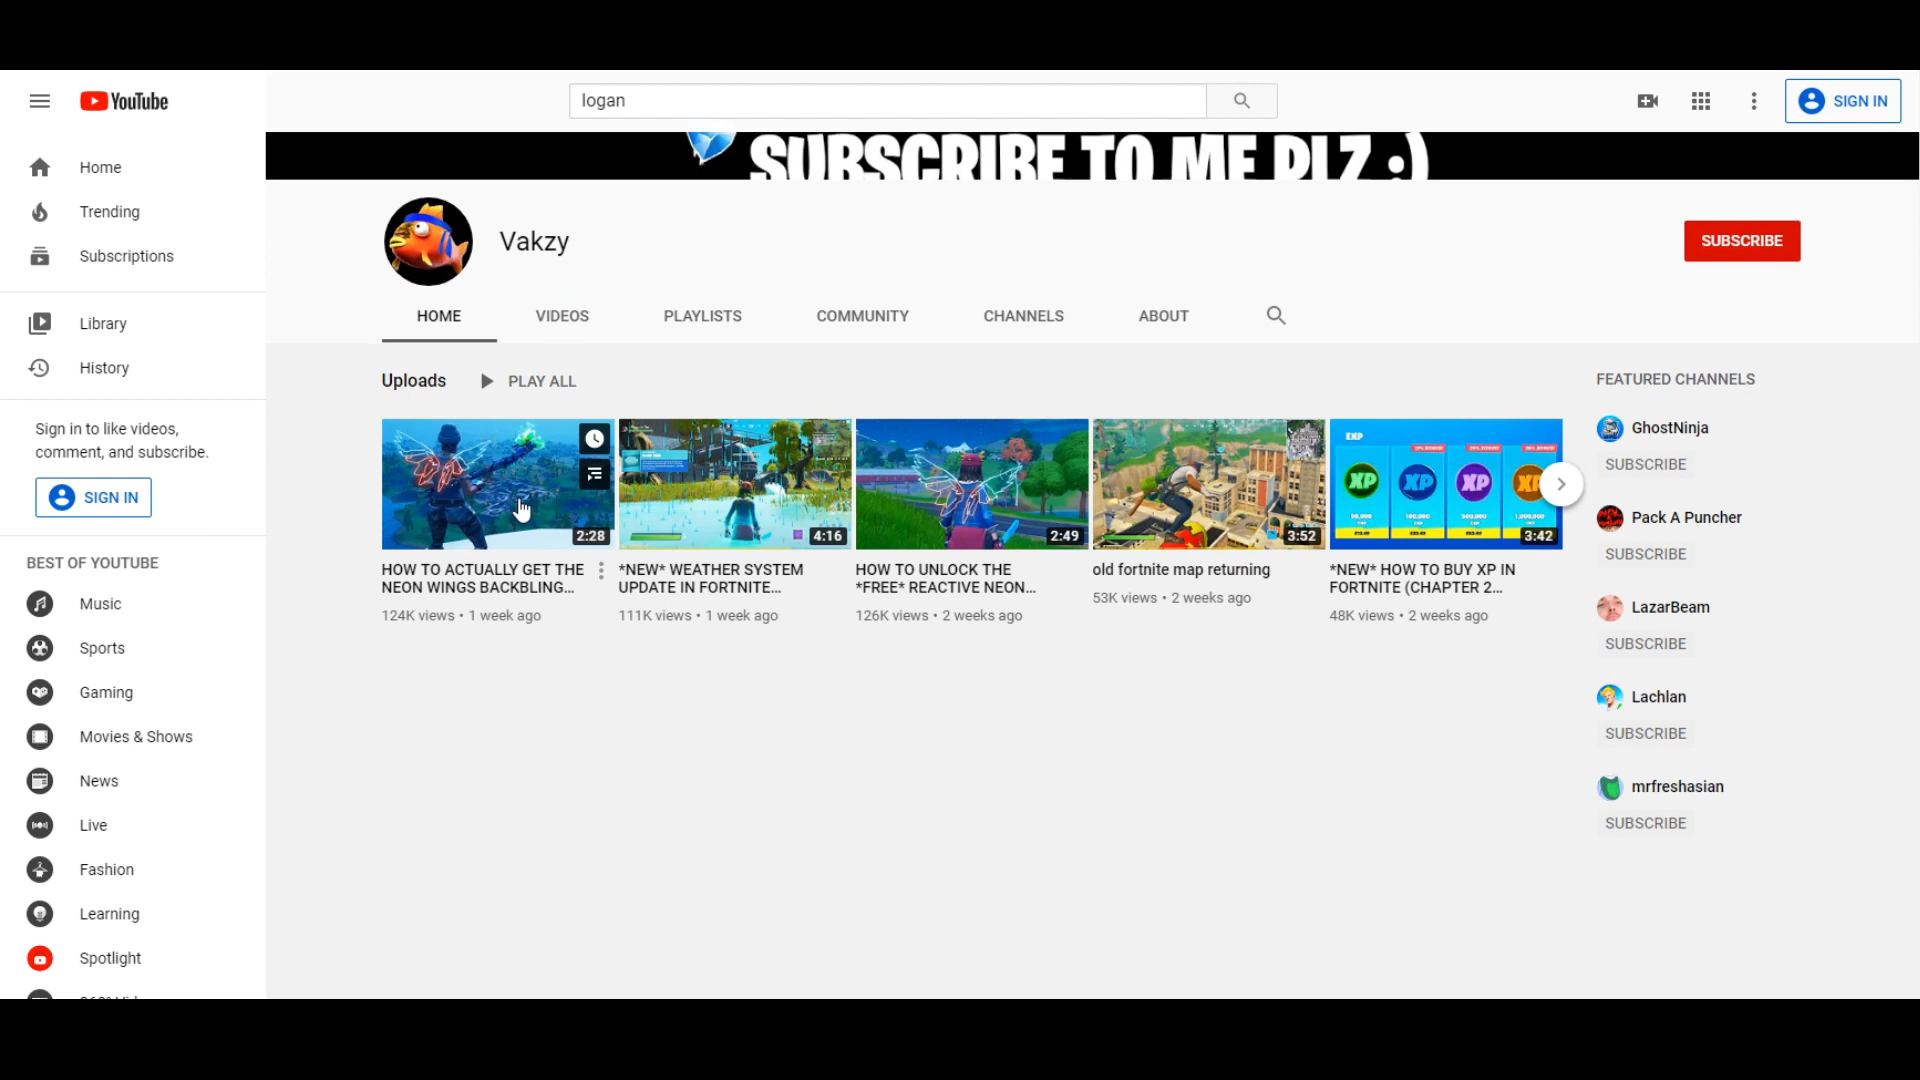 YouTube
logan
SIGN IN
SUBSCRIBE TO ME PLZ :)
Home
Trending
Subscriptions
Library
History
Sign in to like videos,
comment, and subscribe.
SIGN IN
BEST OF YOUTUBE
Music
Sports
Gaming
Movies & Shows
News
Live
Fashion
Learning
Spotlight
Vakzy
SUBSCRIBE
HOME VIDEOS PLAYLISTS COMMUNITY CHANNELS ABOUT
Uploads PLAY ALL
2:28
HOW TO ACTUALLY GET THE
NEON WINGS BACKBLING...
124K views • 1 week ago
4:16
*NEW* WEATHER SYSTEM
UPDATE IN FORTNITE...
111K views • 1 week ago
2:49
HOW TO UNLOCK THE
*FREE* REACTIVE NEON...
126K views • 2 weeks ago
3:52
old fortnite map returning
53K views • 2 weeks ago
EXP
XP XP XP XP
3:42
*NEW* HOW TO BUY XP IN
FORTNITE (CHAPTER 2...
48K views • 2 weeks ago
FEATURED CHANNELS
GhostNinja
SUBSCRIBE
Pack A Puncher
SUBSCRIBE
LazarBeam
SUBSCRIBE
Lachlan
SUBSCRIBE
mrfreshasian
SUBSCRIBE